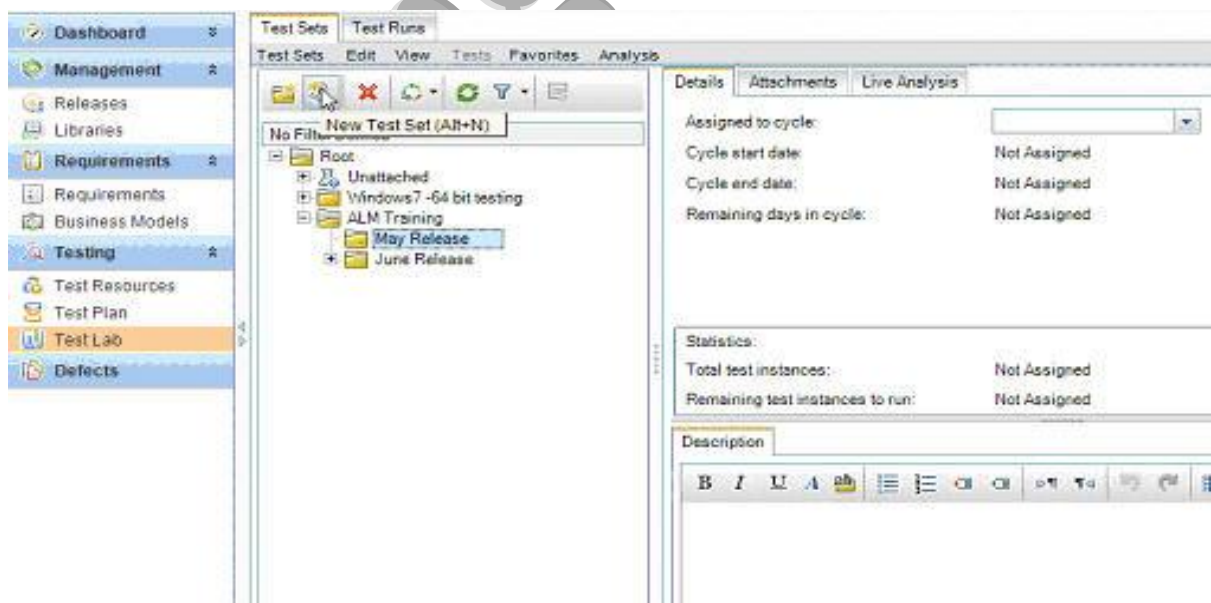 Dashboard
Management
Releases
Libraries
Requirements
Requirements
Business Models
Testing
Test Resources
Test Plan
Test Lab
Defects
Test Sets Test Runs
Test Sets Edit View Tests Favorites Analysis
New Test Set (Alt+N)
No Filter
Root
Unattached
Windows7 -64 bit testing
ALM Training
May Release
June Release
Details Attachments Live Analysis
Assigned to cycle:
Cycle start date: Not Assigned
Cycle end date: Not Assigned
Remaining days in cycle: Not Assigned
Statistics:
Total test instances: Not Assigned
Remaining test instances to run: Not Assigned
Description
B I U A ab